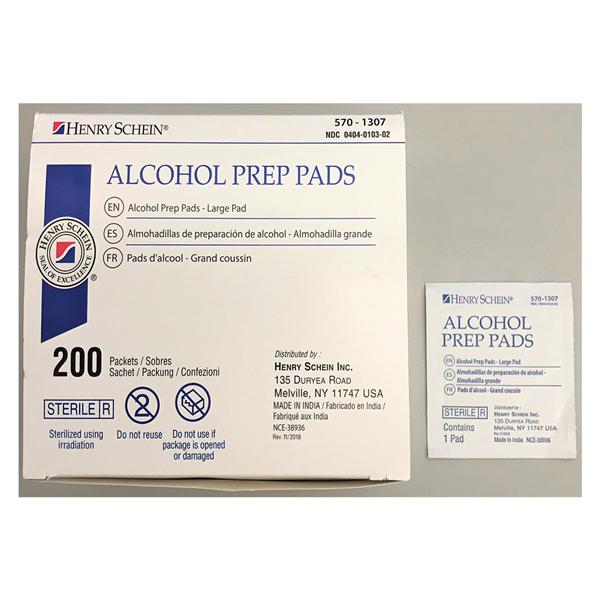 HENRY SCHEIN®
570 - 1307
NDC 0404-0103-02
ALCOHOL PREP PADS
EN Alcohol Prep Pads - Large Pad
ES Almohadillas de preparación de alcohol - Almohadilla grande
FR Pads d'alcool - Grand coussin
HENRY SCHEIN
SEAL OF EXCELLENCE
200 Packets / Sobres
Sachet / Packung / Confezioni
STERILE R
Sterilized using
irradiation
2
Do not reuse
Do not use if
package is opened
or damaged
Distributed by :
HENRY SCHEIN INC.
135 DURYEA ROAD
Melville, NY 11747 USA
MADE IN INDIA / Fabricado en India /
Fabriqué aux India
NCE-38936
Rev. 11/2018
HENRY SCHEIN®
570-1307
NDC 0404-0103-02
ALCOHOL
PREP PADS
EN Alcohol Prep Pads - Large Pad
ES Almohadillas de preparación de alcohol -
Almohadilla grande
FR Pads d'alcool - Grand coussin
STERILE R
Contains
1 Pad
Distributed by :
HENRY SCHEIN INC.
135 DURYEA ROAD
Melville, NY 11747 USA
Made in India NCE-38936